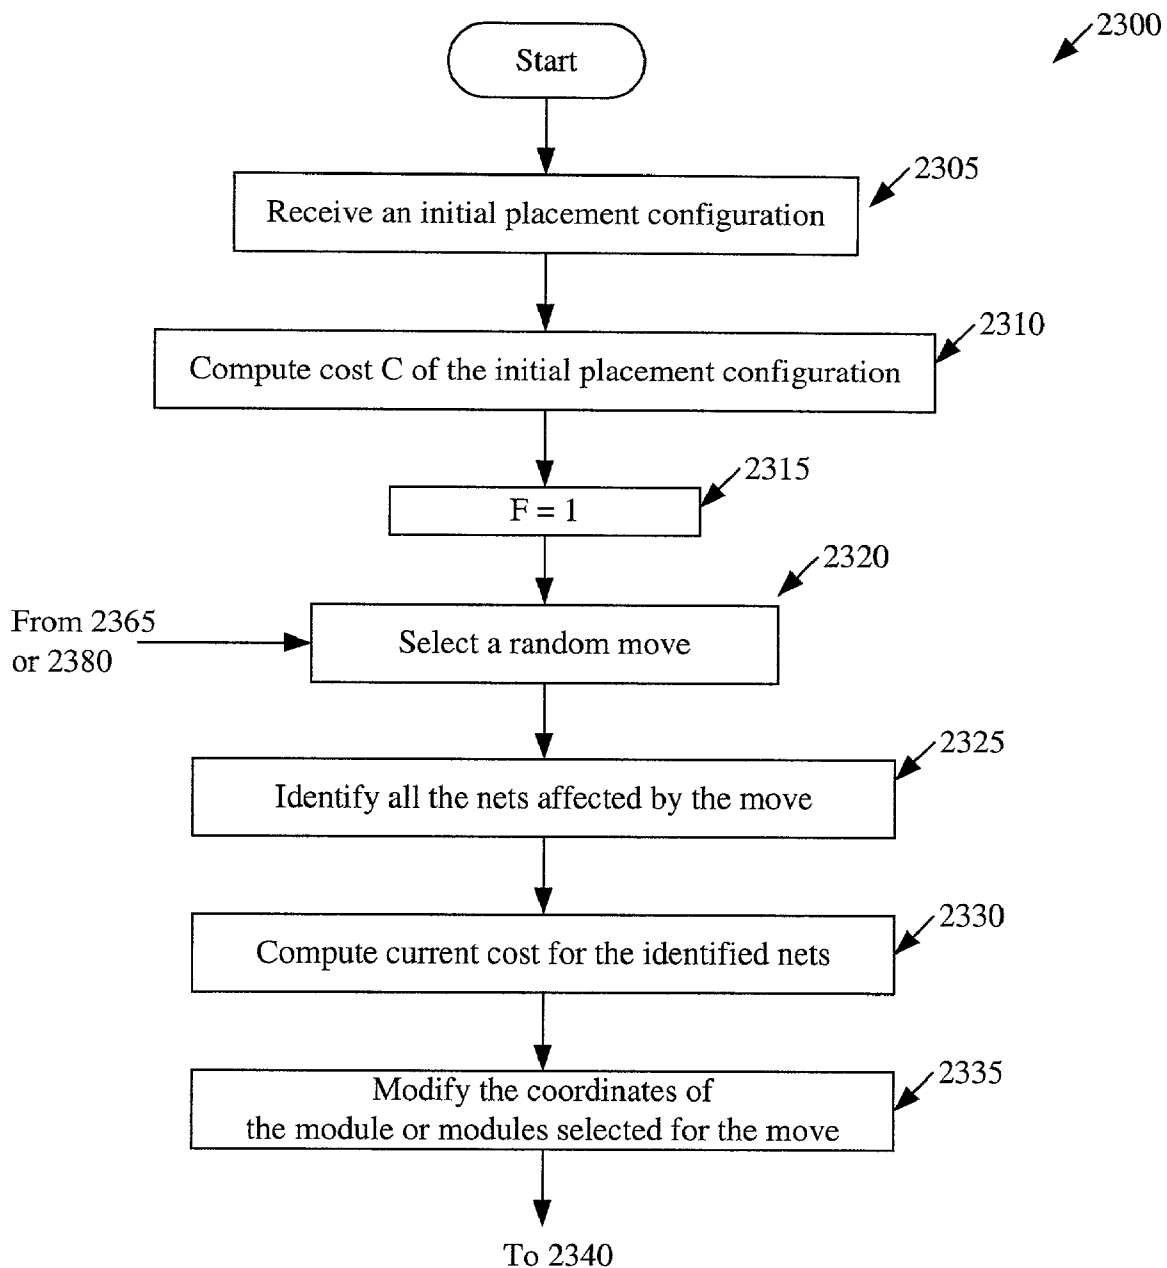 2300
Start
2305
Receive an initial placement configuration
2310
Compute cost C of the initial placement configuration
2315
F = 1
2320
From 2365
or 2380
Select a random move
2325
Identify all the nets affected by the move
2330
Compute current cost for the identified nets
2335
Modify the coordinates of
the module or modules selected for the move
To 2340